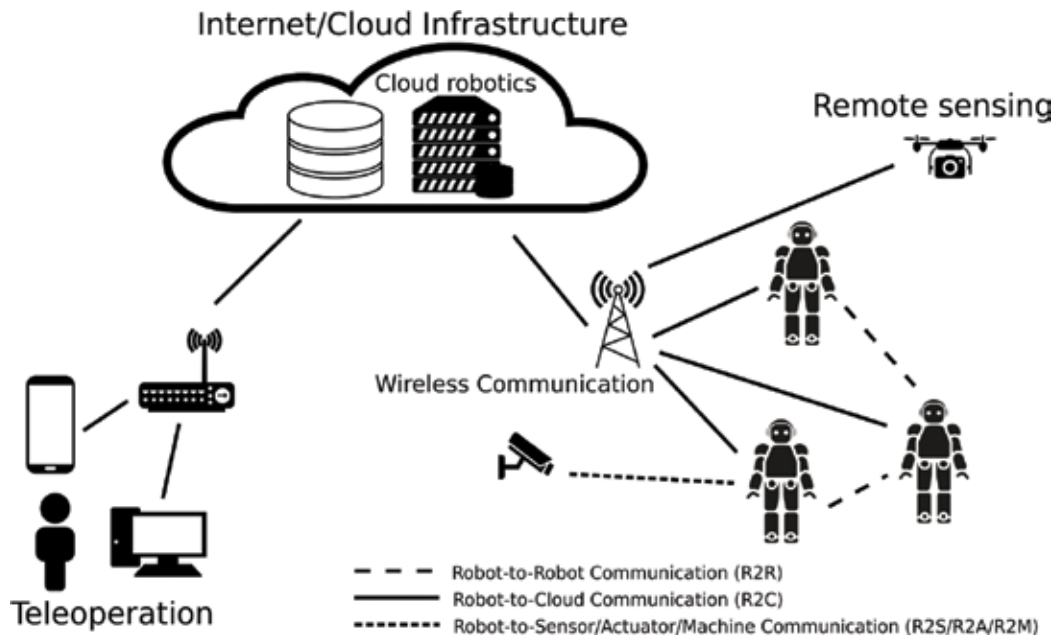 Internet/Cloud Infrastructure
Cloud robotics
Remote sensing
Wireless Communication
Teleoperation
Robot-to-Robot Communication (R2R)
Robot-to-Cloud Communication (R2C)
Robot-to-Sensor/Actuator/Machine Communication (R2S/R2A/R2M)